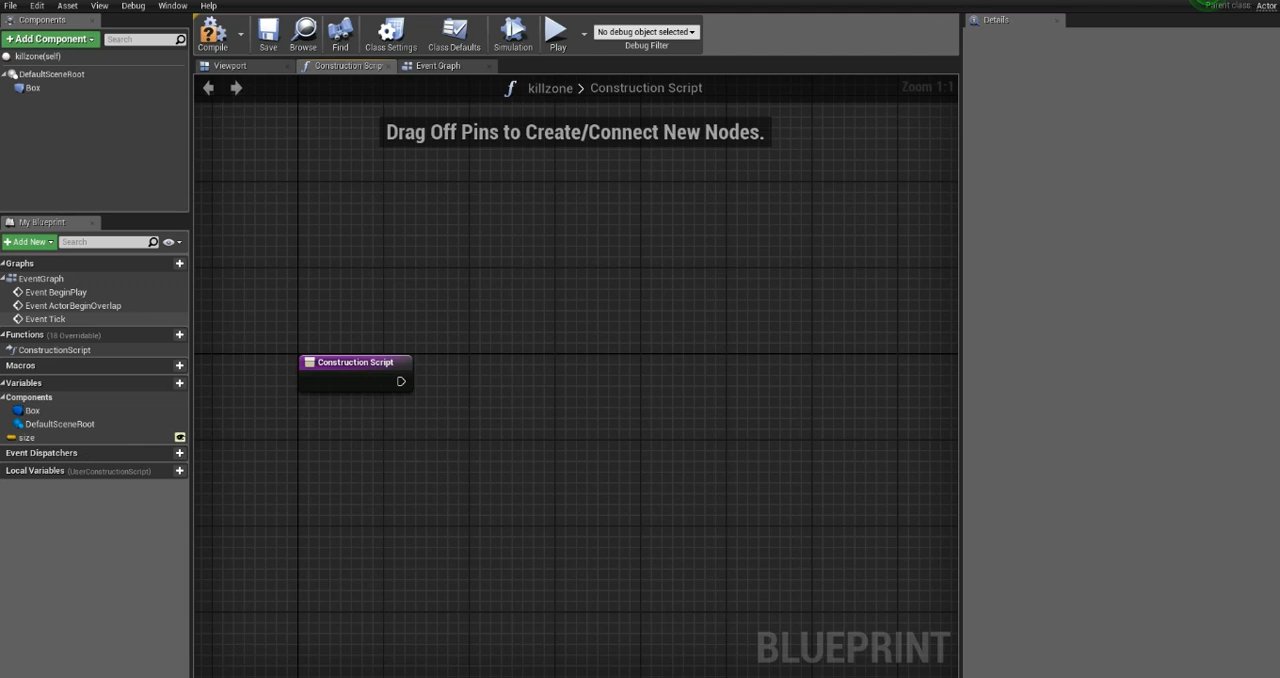 File Edit Asset View Debug Window Help
Parent class: Actor
Components
+ Add Component
Search
killzone(self)
DefaultSceneRoot
Box
Compile
Save
Browse
Find
Class Settings
Class Defaults
Simulation
Play
No debug object selected
Debug Filter
Details
Viewport
Construction Scrip
Event Graph
killzone > Construction Script
Zoom 1:1
Drag Off Pins to Create/Connect New Nodes.
My Blueprint
+ Add New
Search
Graphs
EventGraph
Event BeginPlay
Event ActorBeginOverlap
Event Tick
Functions (18 Overridable)
ConstructionScript
Macros
Variables
Components
Box
DefaultSceneRoot
size
Event Dispatchers
Local Variables (UserConstructionScript)
Construction Script
BLUEPRINT